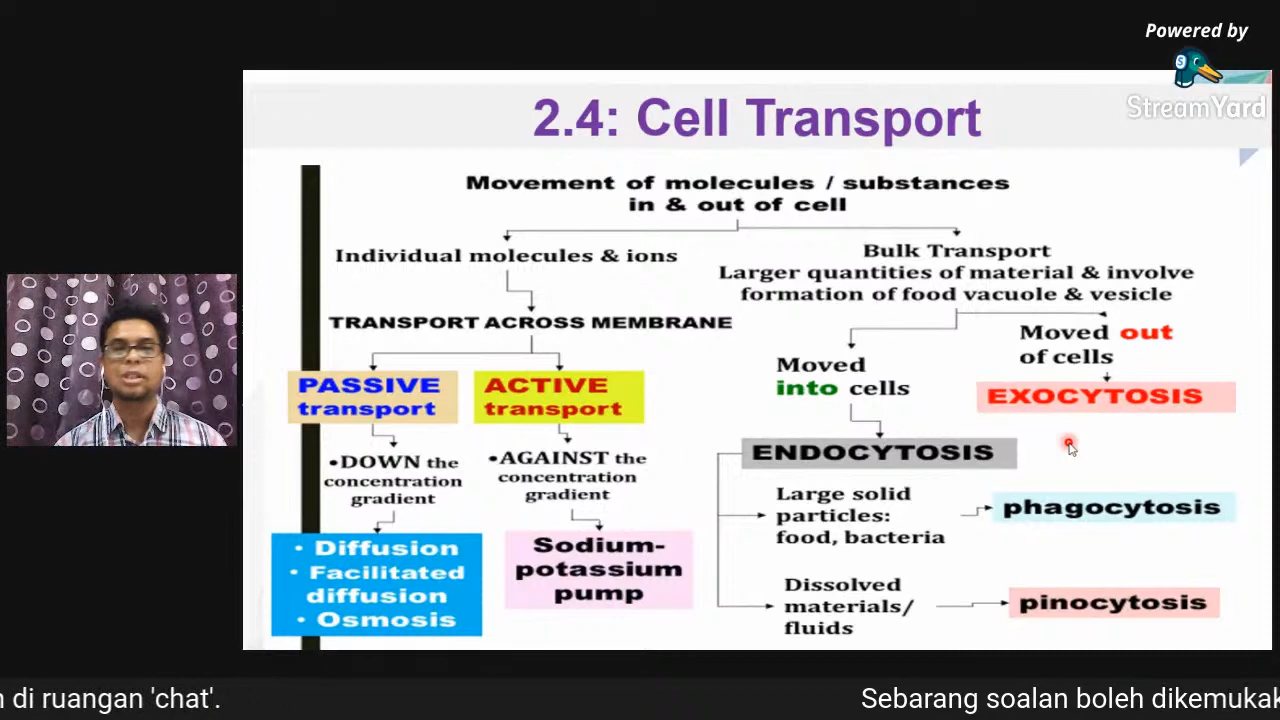 Powered by
StreamYard
2.4: Cell Transport
Movement of molecules / substances
in & out of cell
Individual molecules & ions
TRANSPORT ACROSS MEMBRANE
PASSIVE
transport
ACTIVE
transport
•DOWN the
concentration
gradient
•AGAINST the
concentration
gradient
• Diffusion
• Facilitated
diffusion
• Osmosis
Sodium-
potassium
pump
Bulk Transport
Larger quantities of material & involve
formation of food vacuole & vesicle
Moved
into cells
Moved out
of cells
EXOCYTOSIS
ENDOCYTOSIS
Large solid
particles:
food, bacteria
phagocytosis
Dissolved
materials/
fluids
pinocytosis
di ruangan 'chat'.
Sebarang soalan boleh